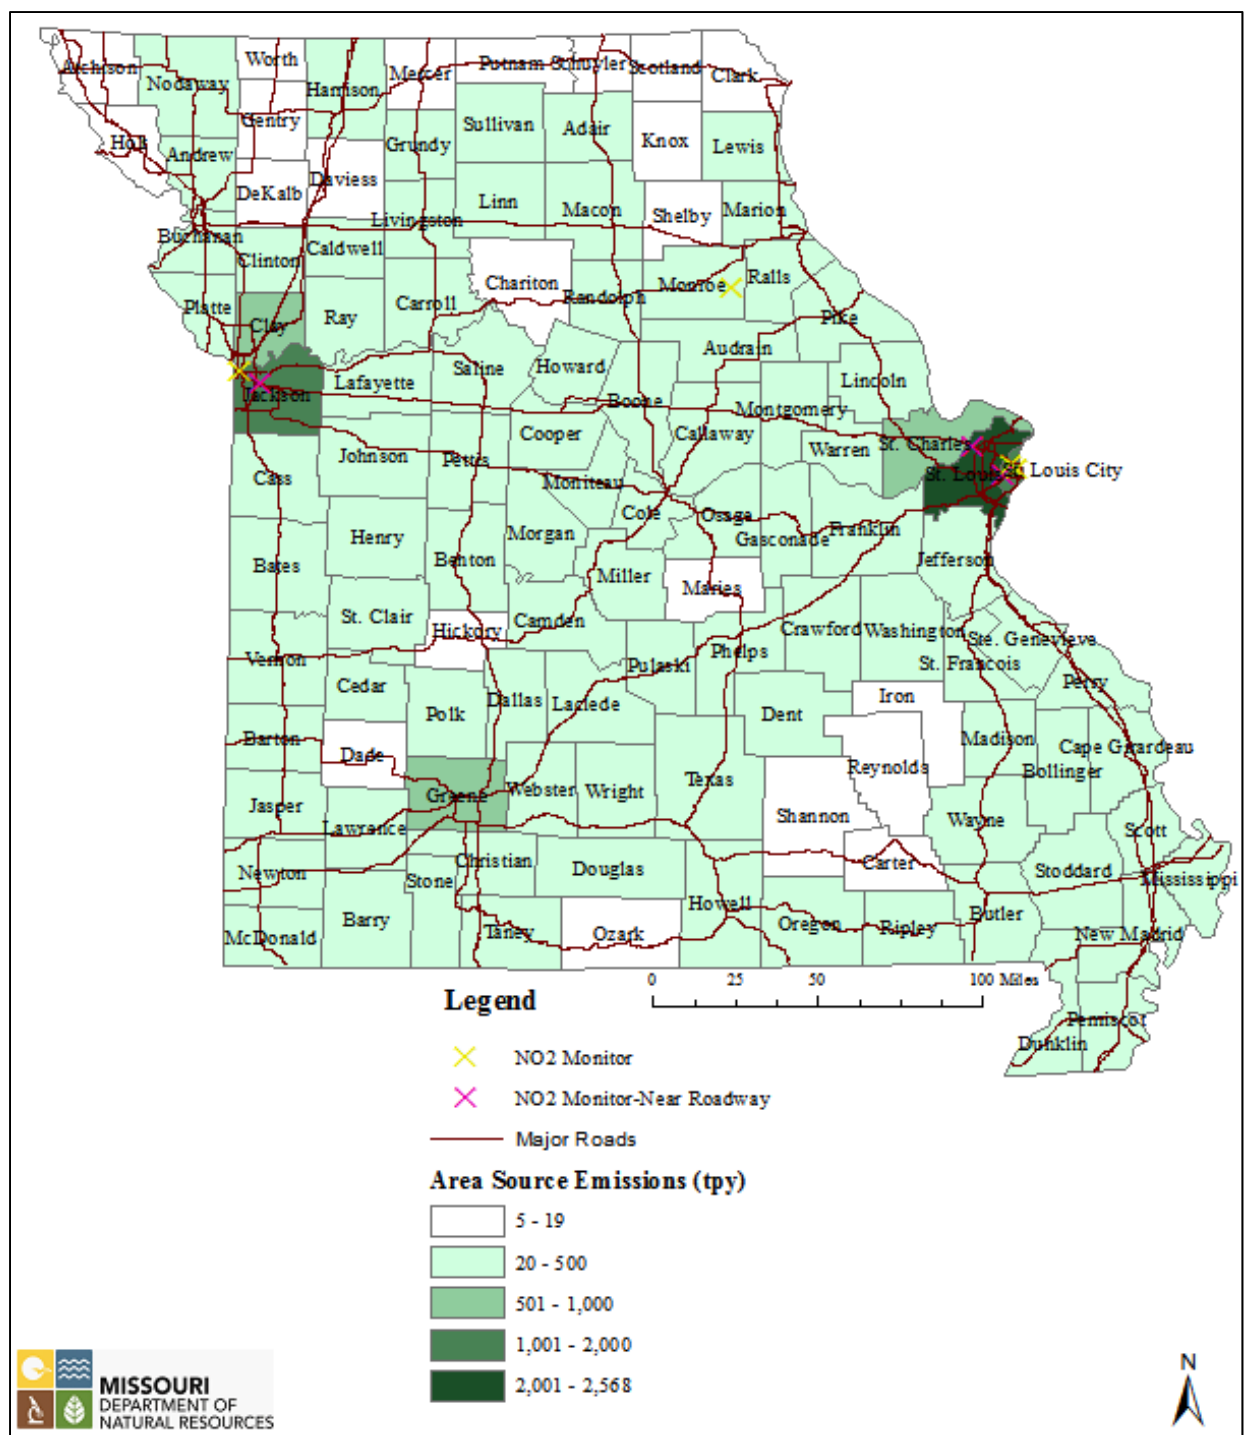 Worth
Putnam
Schuyler
Scotland
Atchison
Mercer
Clark
Nodaway
Harrison
Gentry
Sullivan
Adair
Knox
Holt
Grundy
Lewis
Andrew
DeKalb
Daviess
Linn
Macon
Shelby
Marion
Livingston
Buchanan
Caldwell
Clinton
Chariton
Monroe
Ralls
Randolph
Carroll
Platte
Ray
Pike
Clay
Audrain
Saline
Howard
Lafayette
Lincoln
Jackson
Boone
Montgomery
Cooper
Callaway
St. Charles
Warren
Johnson
Pettis
St. Louis
St. Louis City
Cass
Moniteau
Cole
Osage
Morgan
Franklin
Henry
Gasconade
Benton
Jefferson
Bates
Miller
Maries
St. Clair
Camden
Hickory
Crawford
Washington
Ste. Genevieve
Vernon
Phelps
Pulaski
St. Francois
Cedar
Perry
Dallas
Laclede
Iron
Polk
Dent
Barton
Madison
Cape Girardeau
Dade
Reynolds
Bollinger
Texas
Greene
Webster
Wright
Jasper
Shannon
Wayne
Lawrence
Scott
Christian
Carter
Douglas
Stoddard
Newton
Stone
Mississippi
Howell
Barry
Oregon
Butler
Ripley
McDonald
Taney
Ozark
New Madrid
Pemiscot
Dunklin
0 25 50 100 Miles
Legend
NO2 Monitor
NO2 Monitor-Near Roadway
Major Roads
Area Source Emissions (tpy)
5 - 19
20 - 500
501 - 1,000
1,001 - 2,000
2,001 - 2,568
MISSOURI
DEPARTMENT OF
NATURAL RESOURCES
N